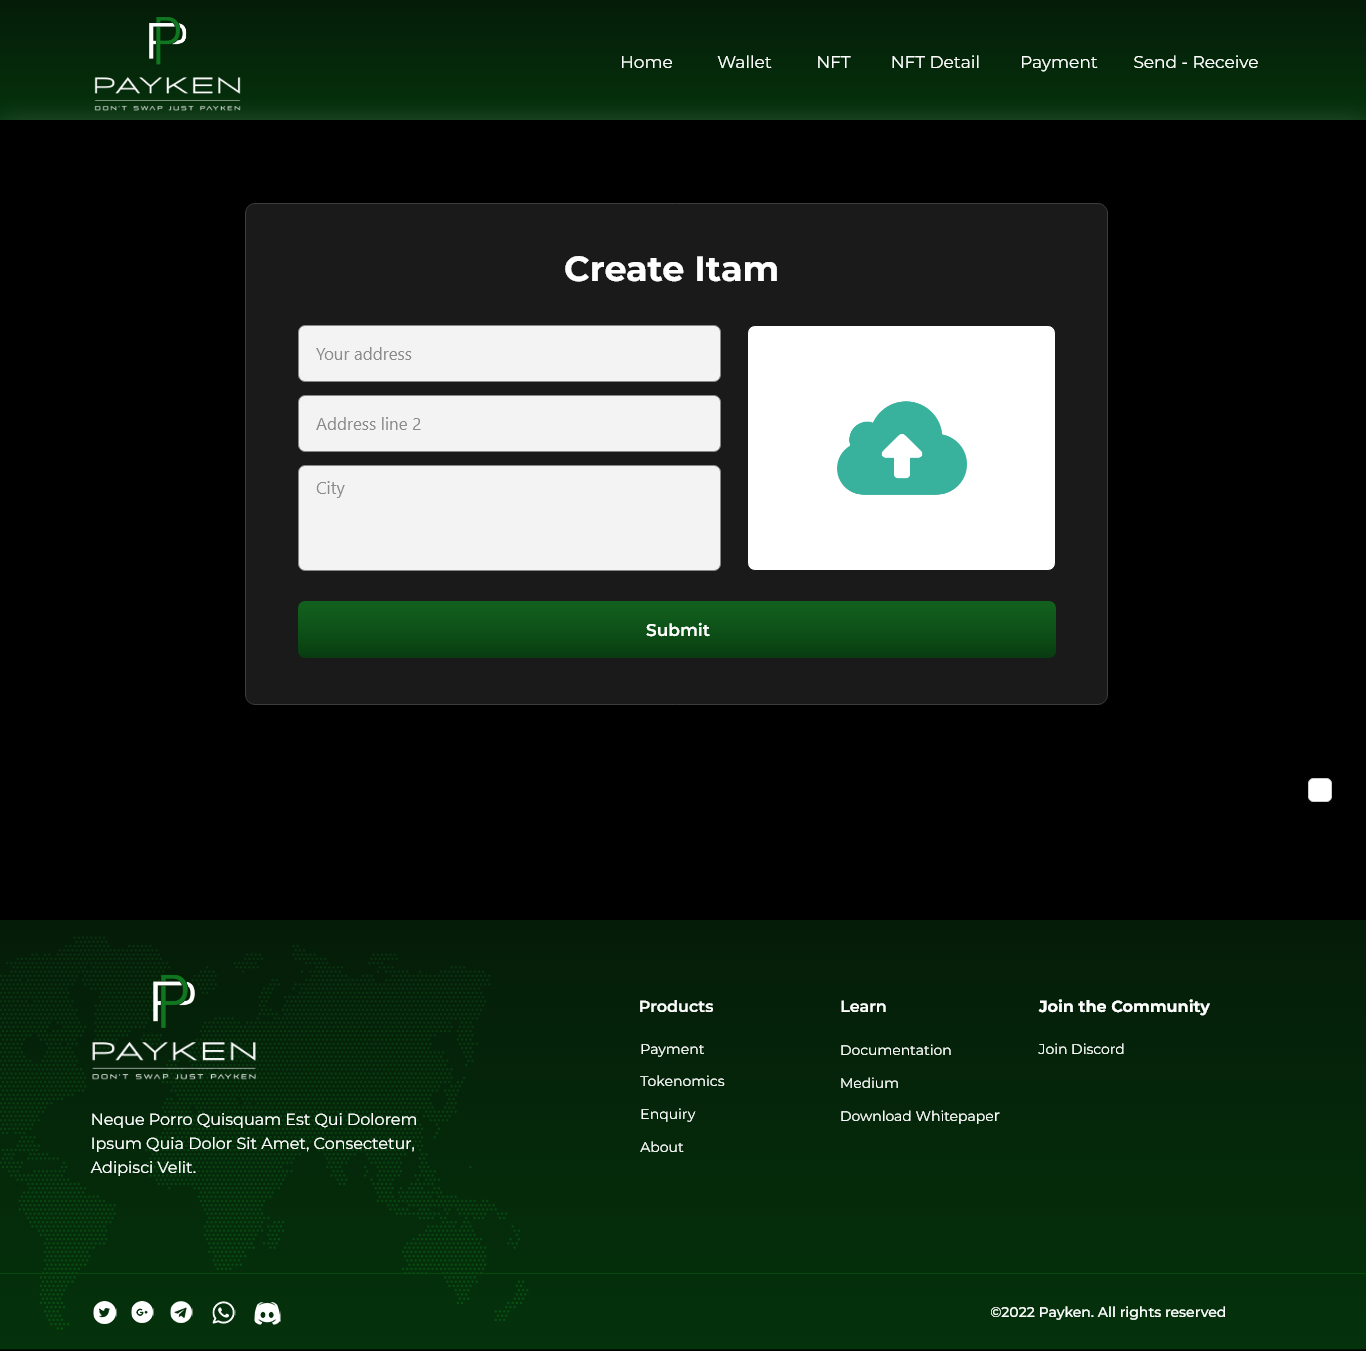 PAYKEN
DON'T SWAP JUST PAYKEN
Home Wallet NFT NFT Detail Payment Send - Receive
Create Itam
Your address
Address line 2
City
Submit
PAYKEN
DON'T SWAP JUST PAYKEN
Neque Porro Quisquam Est Qui Dolorem
Ipsum Quia Dolor Sit Amet, Consectetur,
Adipisci Velit.
Products
Payment
Tokenomics
Enquiry
About
Learn
Documentation
Medium
Download Whitepaper
Join the Community
Join Discord
©2022 Payken. All rights reserved